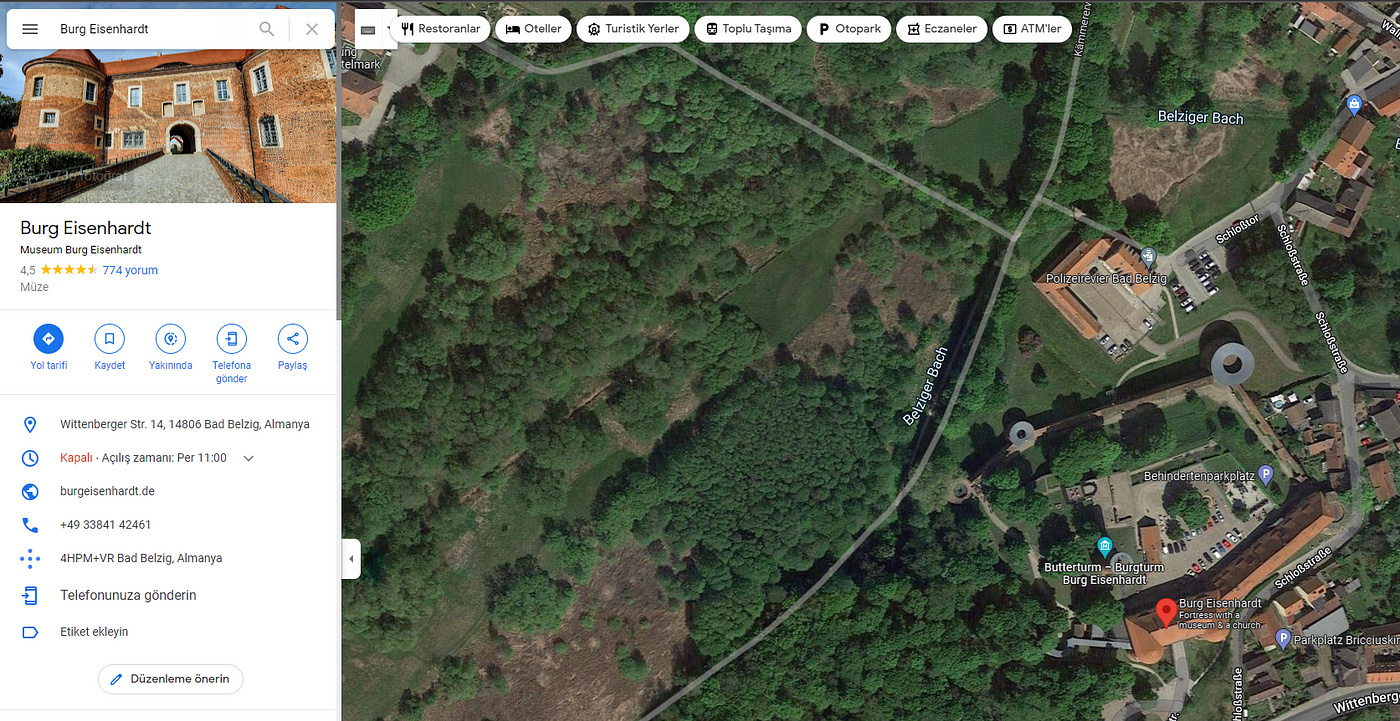 Burg Eisenhardt
Restoranlar
Oteller
Turistik Yerler
Toplu Taşıma
Otopark
Eczaneler
ATM'ler
telmark
Burg Eisenhardt
Museum Burg Eisenhardt
4,5 774 yorum
Müze
Yol tarifi
Kaydet
Yakınında
Telefona
gönder
Paylaş
Wittenberger Str. 14, 14806 Bad Belzig, Almanya
Kapalı · Açılış zamanı: Per 11:00
burgeisenhardt.de
+49 33841 42461
4HPM+VR Bad Belzig, Almanya
Telefonunuza gönderin
Etiket ekleyin
Düzenleme önerin
Belziger Bach
Schloßtor
Schloßstraße
Polizeirevier Bad Belzig
Schloßstraße
Belziger Bach
Behindertenparkplatz
P
Butterturm – Burgturm
Burg Eisenhardt
Schloßstraße
Burg Eisenhardt
Fortress with a
museum & a church
P
Parkplatz Bricciuskir
Wittenberg